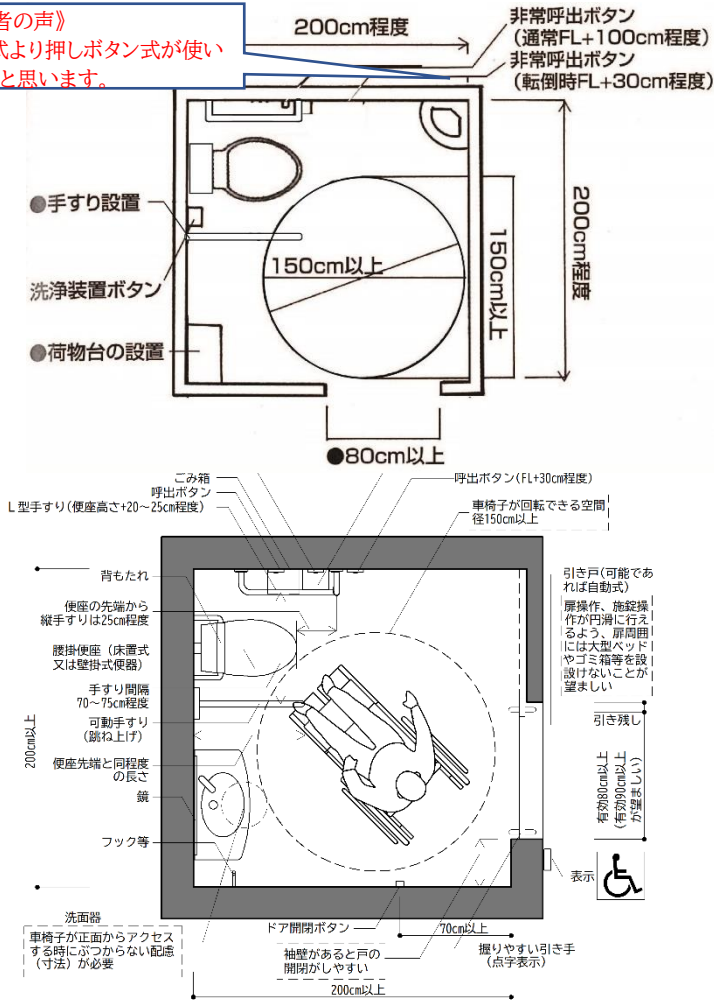 者の声》
式より押しボタン式が使い
と思います。
200cm程度
非常呼出ボタン
(通常FL+100cm程度)
非常呼出ボタン
(転倒時FL+30cm程度)
●手すり設置
洗浄装置ボタン
●荷物台の設置
150cm以上
150cm以上
200cm程度
●80cm以上
ごみ箱
呼出ボタン
L型手すり(便座高さ+20～25cm程度)
呼出ボタン(FL+30cm程度)
車椅子が回転できる空間
径150cm以上
背もたれ
便座の先端から
縦手すりは25cm程度
腰掛便座（床置式
又は壁掛式便器）
手すり間隔
70～75cm程度
可動手すり
(跳ね上げ)
便座先端と同程度
の長さ
鏡
フック等
200cm以上
引き戸(可能であ
れば自動式)
扉操作、施錠操
作が円滑に行え
るよう、扉周囲
には大型ベッド
やゴミ箱等を設
設けないことが
望ましい
引き残し
有効80cm以上
(有効90cm以上
が望ましい)
表示
洗面器
車椅子が正面からアクセス
する時にぶつからない配慮
(寸法)が必要
ドア開閉ボタン
70cm以上
袖壁があると戸の
開閉がしやすい
握りやすい引き手
(点字表示)
200cm以上